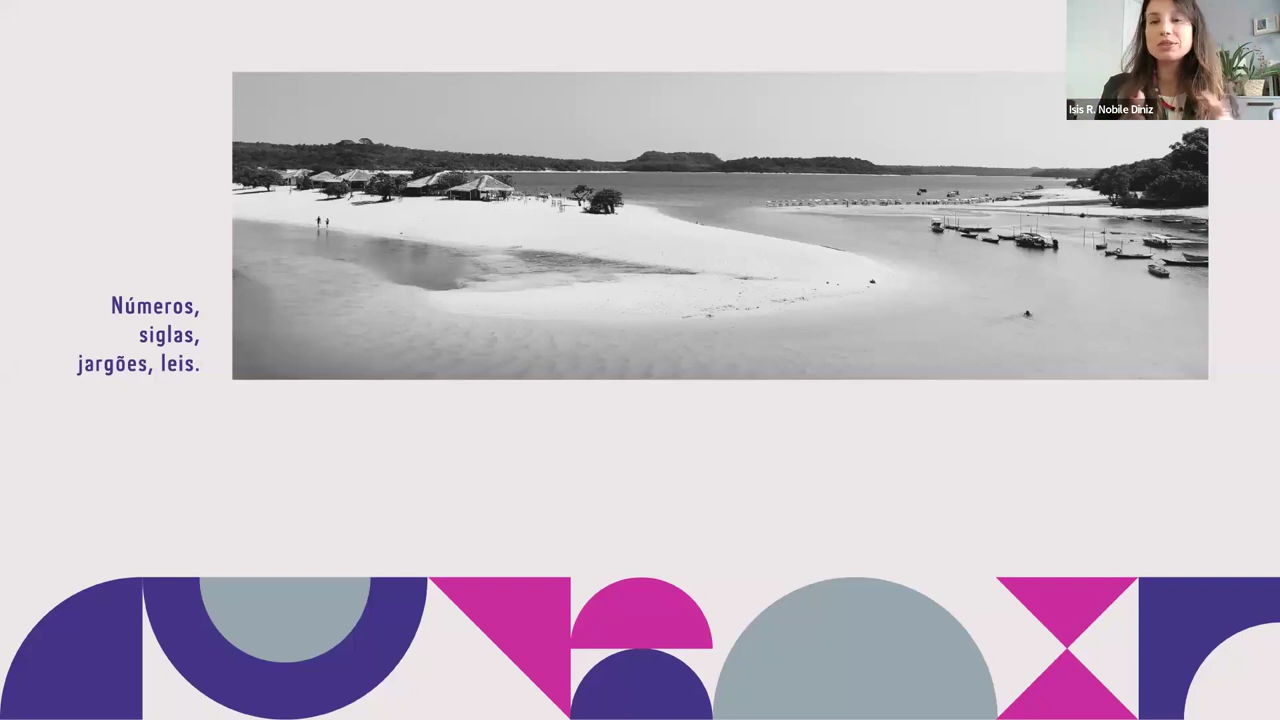 Isis R. Nobile Diniz
Números,
siglas,
jargões, leis.